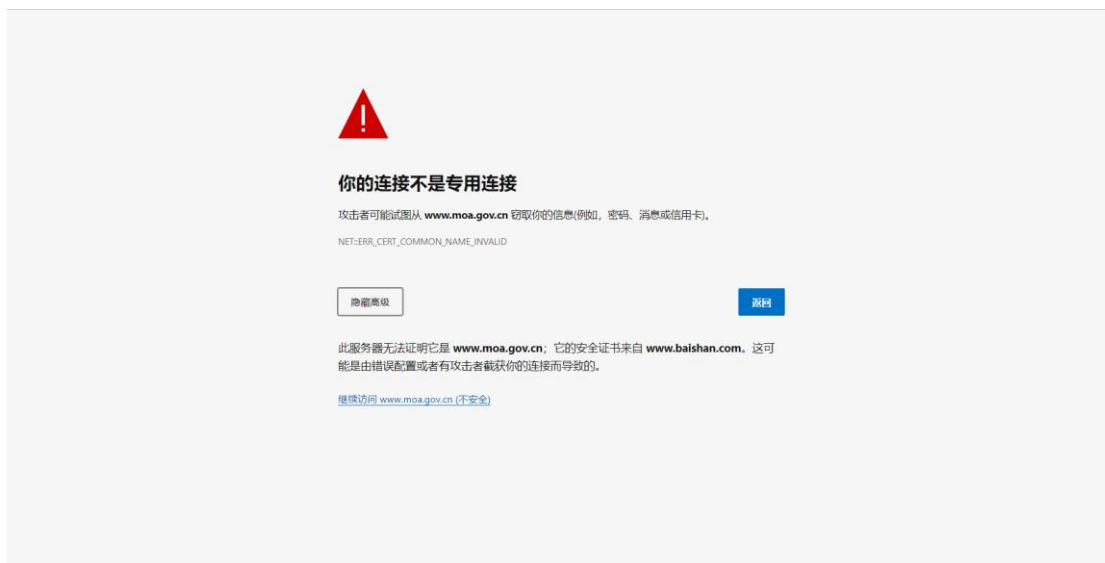 你的连接不是专用连接
攻击者可能试图从 www.moa.gov.cn 窃取你的信息(例如，密码、消息或信用卡)。
NET::ERR_CERT_COMMON_NAME_INVALID
隐藏高级
返回
此服务器无法证明它是 www.moa.gov.cn；它的安全证书来自 www.baishan.com。这可
能是由错误配置或者有攻击者截获你的连接而导致的。
继续访问 www.moa.gov.cn (不安全)